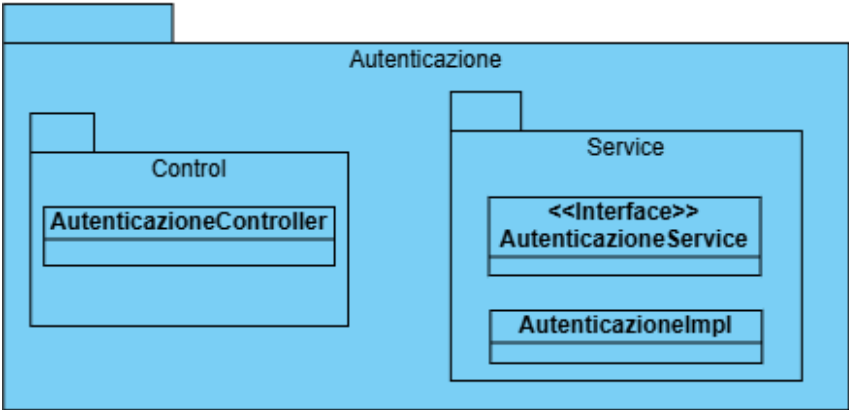 Autenticazione
Control
AutenticazioneController
Service
<<Interface>>
AutenticazioneService
AutenticazioneImpl